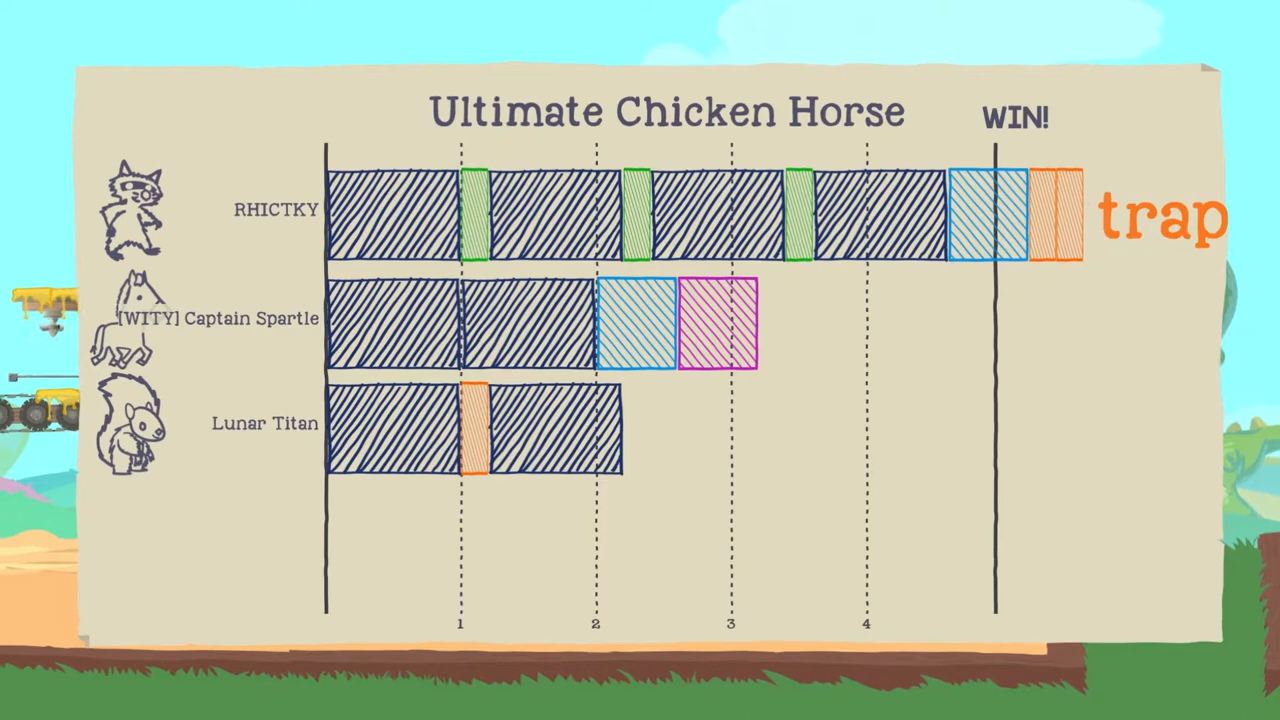 Ultimate Chicken Horse
WIN!
RHICTKY
trap
[WITY] Captain Spartle
Lunar Titan
1 2 3 4